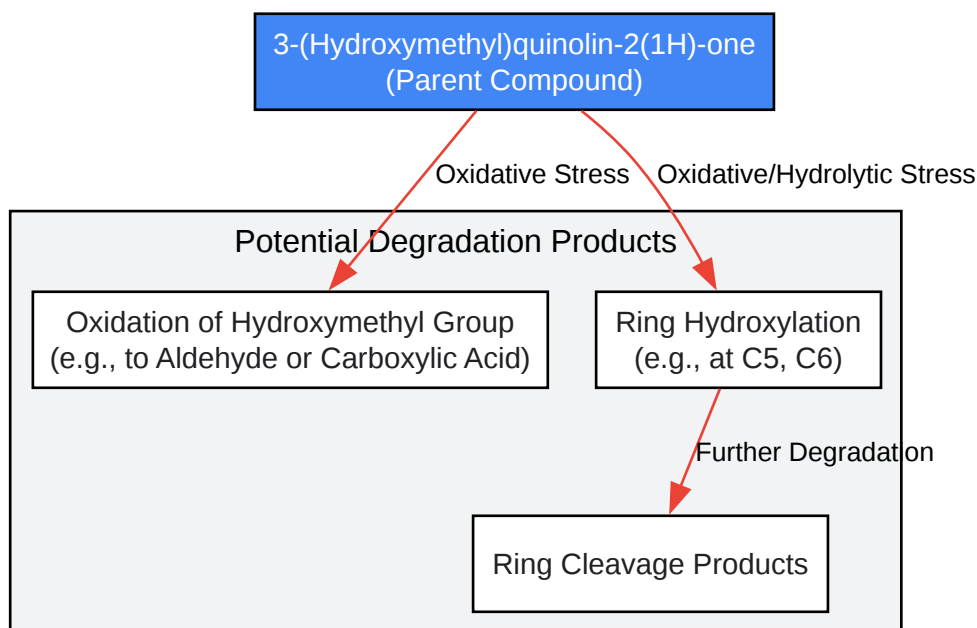 3-(Hydroxymethyl)quinolin-2(1H)-one
(Parent Compound)
Oxidative Stress
Oxidative/Hydrolytic Stress
Potential Degradation Products
Oxidation of Hydroxymethyl Group
(e.g., to Aldehyde or Carboxylic Acid)
Ring Hydroxylation
(e.g., at C5, C6)
Further Degradation
Ring Cleavage Products